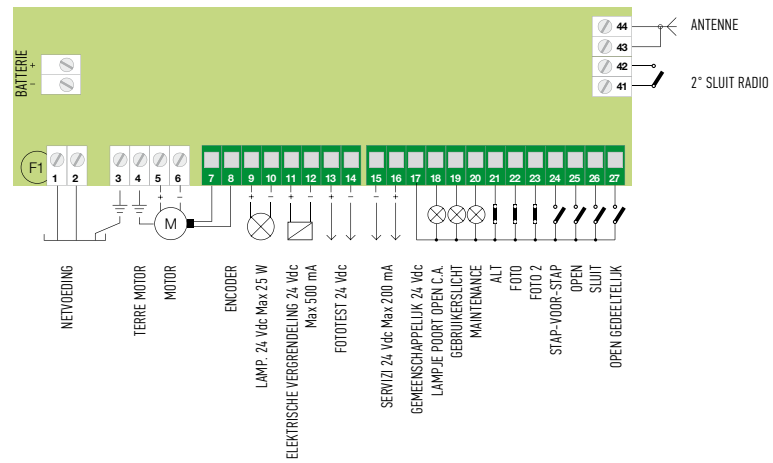 44 ANTENNE
43
42
41 2° SLUIT RADIO
BATTERIE
+
–
F1
1 2 3 4 5 6 7 8 9 10 11 12 13 14 15 16 17 18 19 20 21 22 23 24 25 26 27
+ – + – + – + – – +
M
NETVOEDING
TERRE MOTOR
MOTOR
ENCODER
LAMP. 24 Vdc Max 25 W
ELEKTRISCHE VERGRENDELING 24 Vdc
Max 500 mA
FOTOTEST 24 Vdc
SERVIZI 24 Vdc Max 200 mA
GEMEENSCHAPPELIJK 24 Vdc
LAMPJE POORT OPEN C.A.
GEBRUIKERSLICHT
MAINTENANCE
ALT
FOTO
FOTO 2
STAP-VOOR-STAP
OPEN
SLUIT
OPEN GEDEELTELIJK